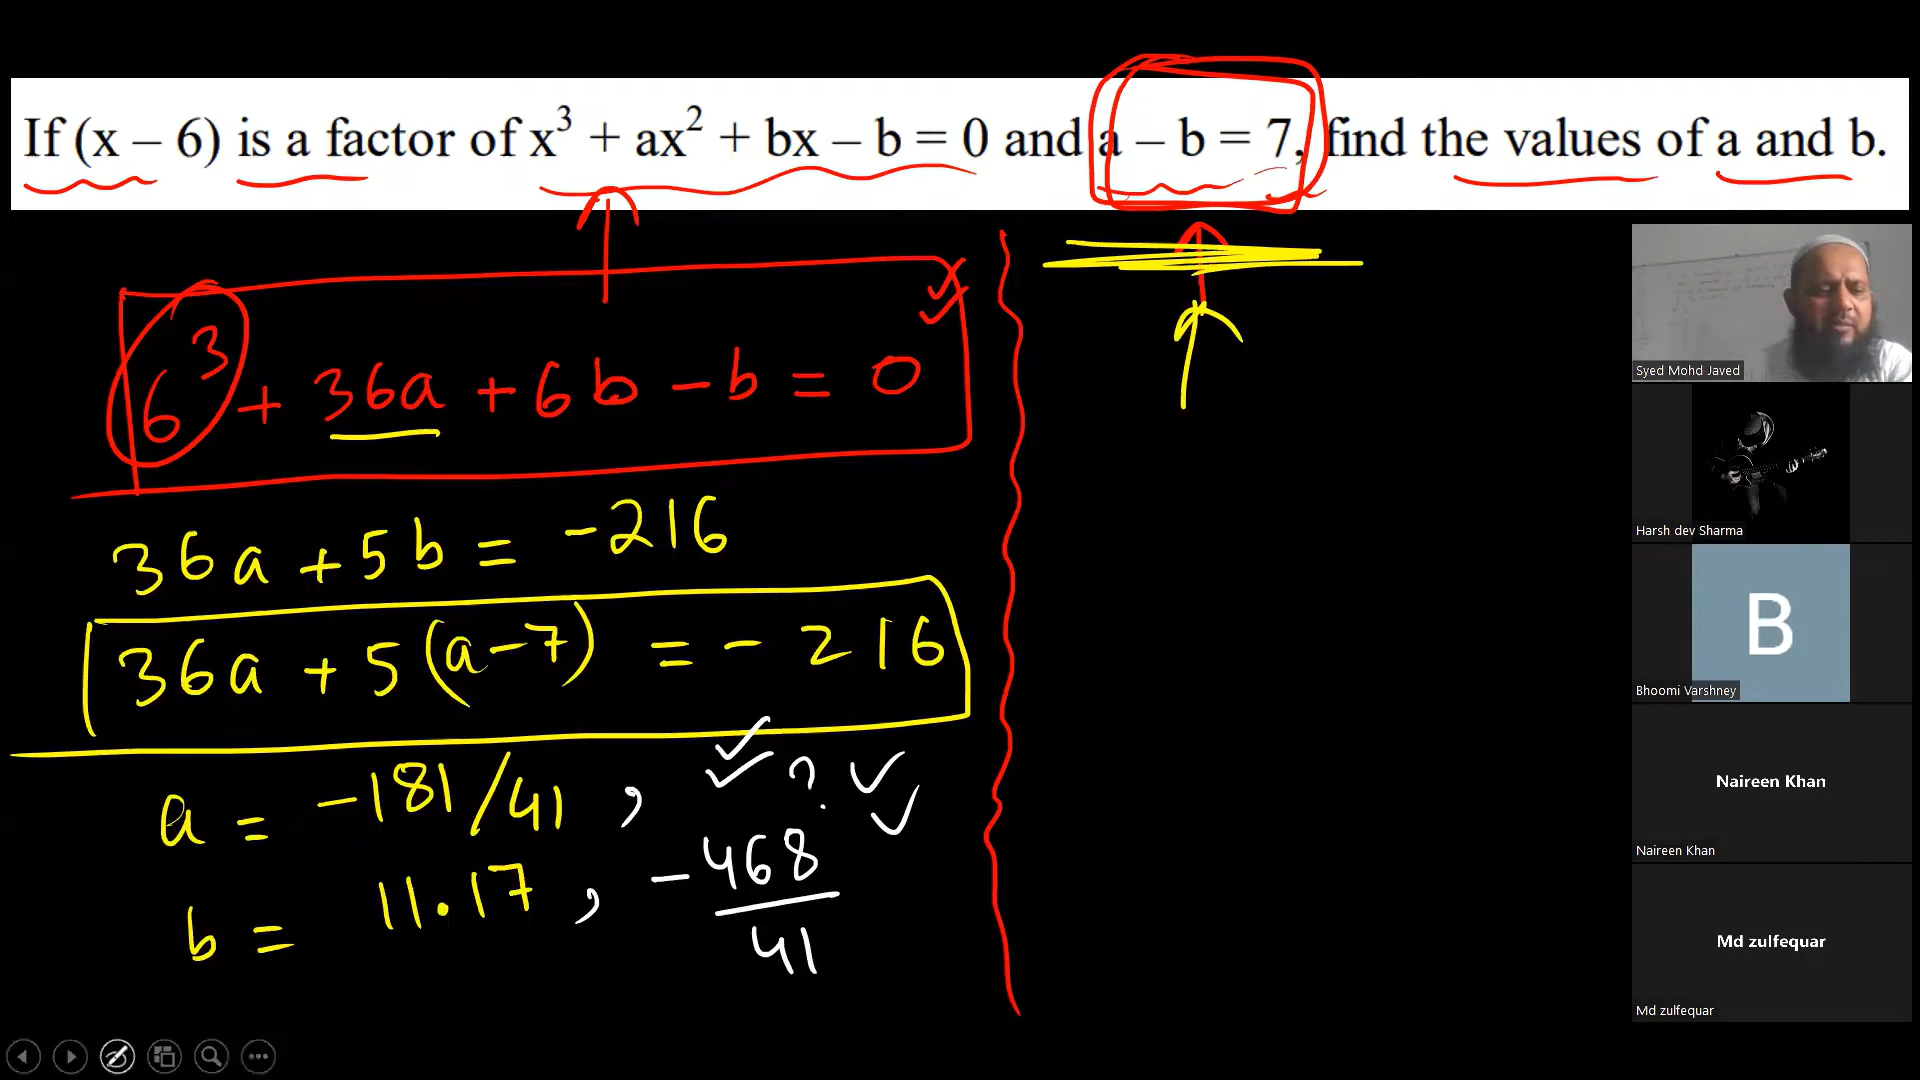 If (x – 6) is a factor of x³ + ax² + bx – b = 0 and a – b = 7, find the values of a and b.
6³ + 36a + 6b - b = 0
36a + 5b = -216
36a + 5(a-7) = - 216
a = -181/41 , ?
b = 11.17 , -468/41
Syed Mohd Javed
Harsh dev Sharma
B
Bhoomi Varshney
Naireen Khan
Naireen Khan
Md zulfequar
Md zulfequar